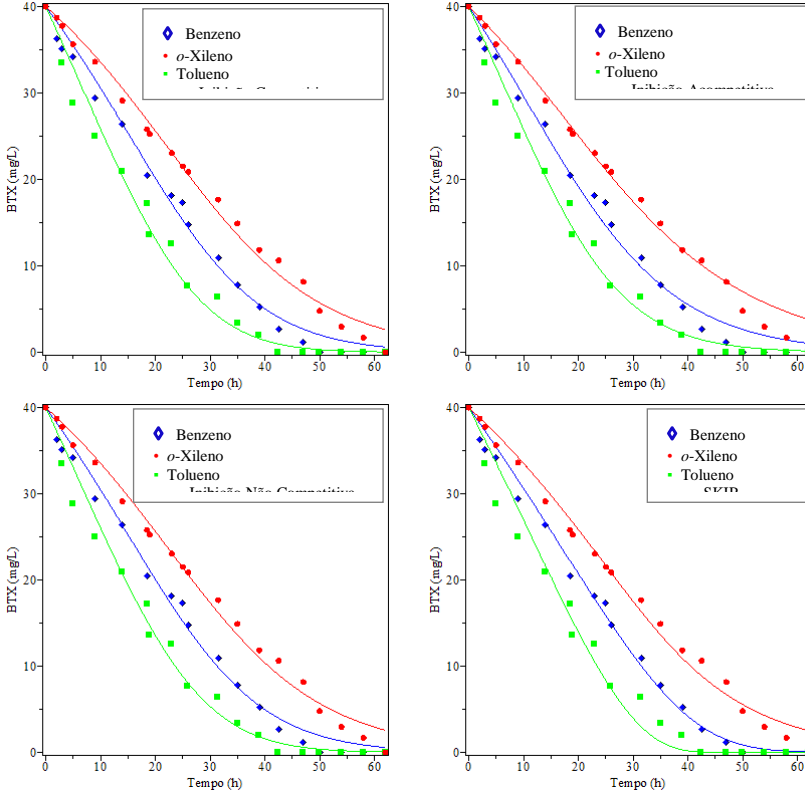 40
30
20
10
0
BTX (mg/L)
Benzeno
o-Xileno
Tolueno
0 10 20 30 40 50 60
Tempo (h)
40
30
20
10
0
BTX (mg/L)
Benzeno
o-Xileno
Tolueno
Inibição Acompetitiva
0 10 20 30 40 50 60
Tempo (h)
40
30
20
10
0
BTX (mg/L)
Benzeno
o-Xileno
Tolueno
Inibição Não Competitiva
0 10 20 30 40 50 60
Tempo (h)
40
30
20
10
0
BTX (mg/L)
Benzeno
o-Xileno
Tolueno
SKIP
0 10 20 30 40 50 60
Tempo (h)